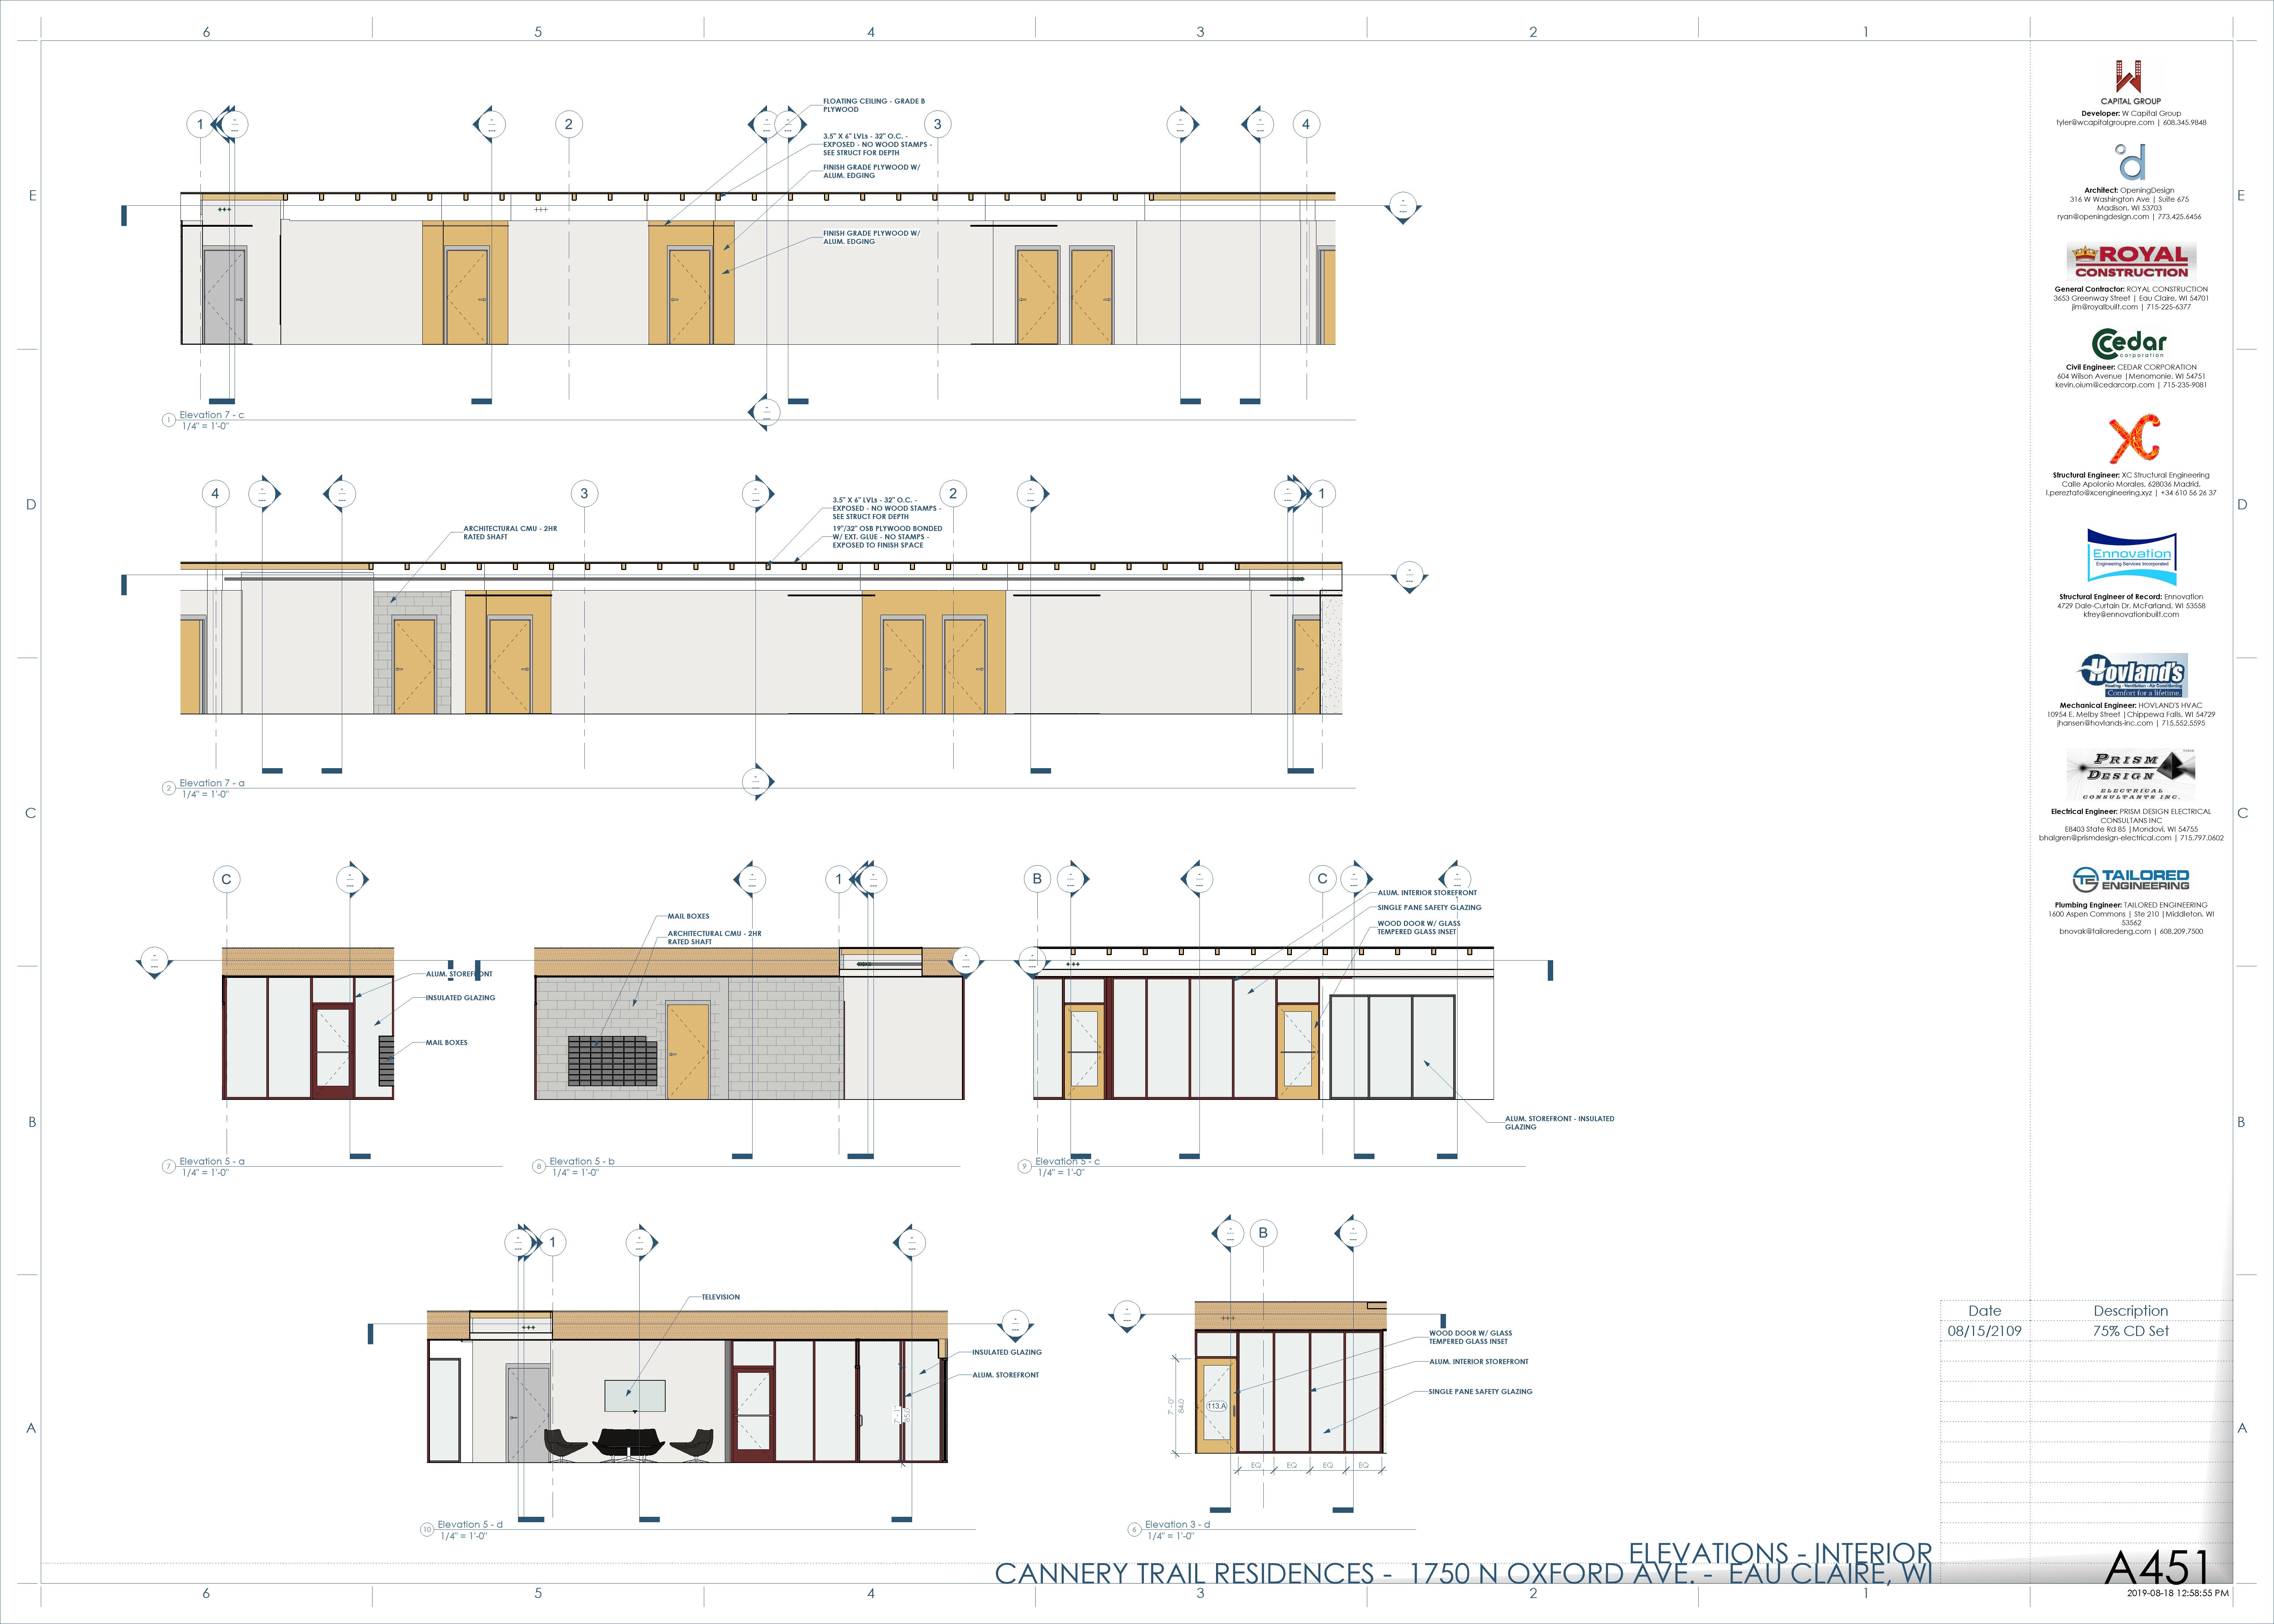 6 5 4 3 2 1
E
D
C
B
A
1 2 3 4
FLOATING CEILING - GRADE B
PLYWOOD
3.5" X 6" LVLs - 32" O.C. -
EXPOSED - NO WOOD STAMPS -
SEE STRUCT FOR DEPTH
FINISH GRADE PLYWOOD W/
ALUM. EDGING
FINISH GRADE PLYWOOD W/
ALUM. EDGING
1 Elevation 7 - c
1/4" = 1'-0"
4 3 2 1
3.5" X 6" LVLs - 32" O.C. -
EXPOSED - NO WOOD STAMPS -
SEE STRUCT FOR DEPTH
19"/32" OSB PLYWOOD BONDED
W/ EXT. GLUE - NO STAMPS -
EXPOSED TO FINISH SPACE
ARCHITECTURAL CMU - 2HR
RATED SHAFT
2 Elevation 7 - a
1/4" = 1'-0"
C
ALUM. STOREFRONT
INSULATED GLAZING
MAIL BOXES
7 Elevation 5 - a
1/4" = 1'-0"
1
MAIL BOXES
ARCHITECTURAL CMU - 2HR
RATED SHAFT
8 Elevation 5 - b
1/4" = 1'-0"
B C
ALUM. INTERIOR STOREFRONT
SINGLE PANE SAFETY GLAZING
WOOD DOOR W/ GLASS
TEMPERED GLASS INSET
ALUM. STOREFRONT - INSULATED
GLAZING
9 Elevation 5 - c
1/4" = 1'-0"
1
TELEVISION
INSULATED GLAZING
ALUM. STOREFRONT
7' - 1"
85.0
10 Elevation 5 - d
1/4" = 1'-0"
B
WOOD DOOR W/ GLASS
TEMPERED GLASS INSET
ALUM. INTERIOR STOREFRONT
SINGLE PANE SAFETY GLAZING
7' - 0"
84.0
113.A
EQ EQ EQ EQ
6 Elevation 3 - d
1/4" = 1'-0"
CAPITAL GROUP
Developer: W Capital Group
tyler@wcapitalgroupre.com | 608.345.9848
Architect: OpeningDesign
316 W Washington Ave | Suite 675
Madison, WI 53703
ryan@openingdesign.com | 773.425.6456
ROYAL
CONSTRUCTION
General Contractor: ROYAL CONSTRUCTION
3653 Greenway Street | Eau Claire, WI 54701
jim@royalbuilt.com | 715-225-6377
Cedar
corporation
Civil Engineer: CEDAR CORPORATION
604 Wilson Avenue |Menomonie, WI 54751
kevin.oium@cedarcorp.com | 715-235-9081
XC
Structural Engineer: XC Structural Engineering
Calle Apolonio Morales, 628036 Madrid,
l.pereztato@xcengineering.xyz | +34 610 56 26 37
Ennovation
Engineering Services Incorporated
Structural Engineer of Record: Ennovation
4729 Dale-Curtain Dr, McFarland, WI 53558
kfrey@ennovationbuilt.com
Hovland's
Heating - Ventilation - Air Conditioning
Comfort for a lifetime.
Mechanical Engineer: HOVLAND'S HVAC
10954 E. Melby Street |Chippewa Falls, WI 54729
jhansen@hovlands-inc.com | 715.552.5595
PRISM
DESIGN
ELECTRICAL
CONSULTANTS INC.
Electrical Engineer: PRISM DESIGN ELECTRICAL
CONSULTANS INC
E8403 State Rd 85 |Mondovi, WI 54755
bhalgren@prismdesign-electrical.com | 715.797.0602
TE TAILORED
ENGINEERING
Plumbing Engineer: TAILORED ENGINEERING
1600 Aspen Commons | Ste 210 |Middleton, WI
53562
bnovak@tailoredeng.com | 608.209.7500
Date Description
08/15/2109 75% CD Set
ELEVATIONS - INTERIOR
CANNERY TRAIL RESIDENCES - 1750 N OXFORD AVE. - EAU CLAIRE, WI
A451
2019-08-18 12:58:55 PM
E
D
C
B
A
6 5 4 3 2 1